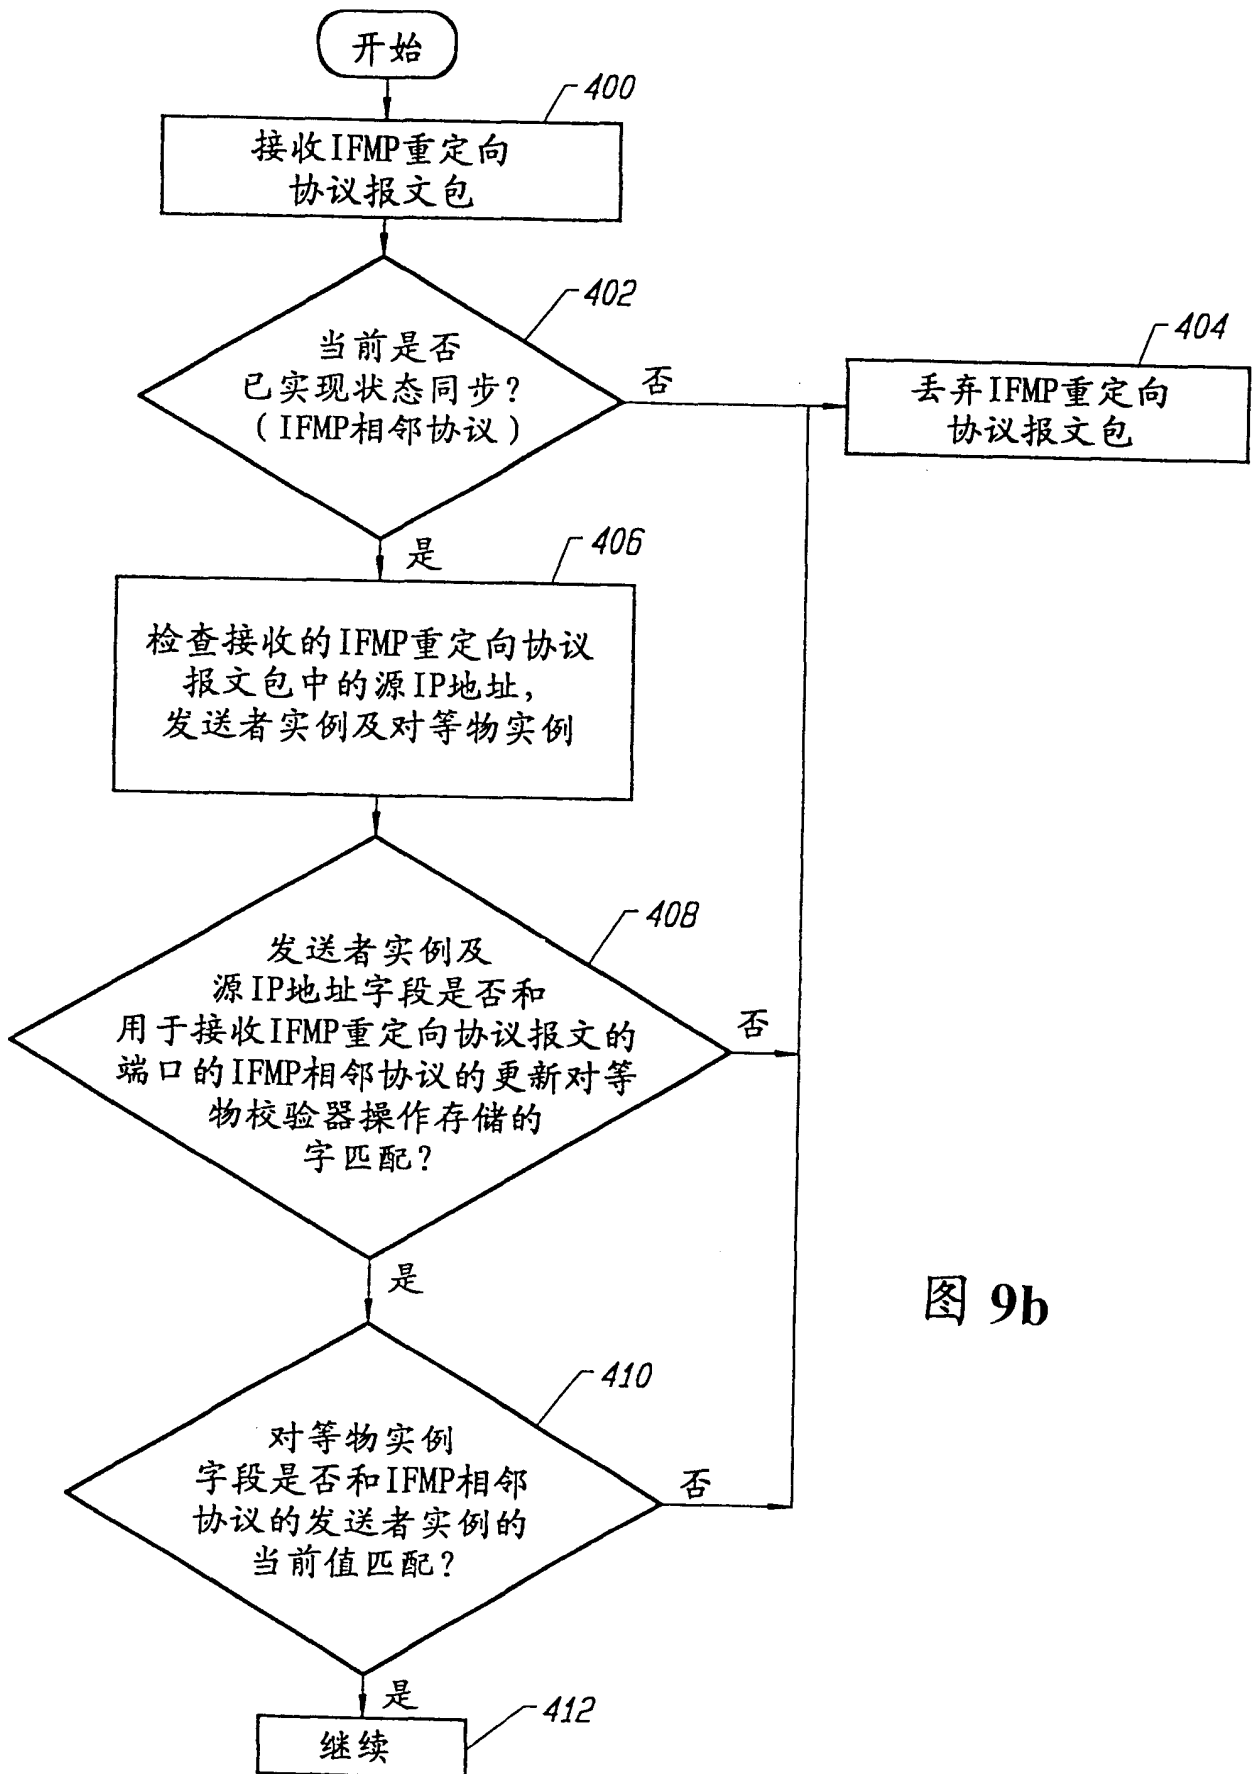 开始
400
接收IFMP重定向
协议报文包
402
当前是否
已实现状态同步?
(IFMP相邻协议)
否
404
丢弃IFMP重定向
协议报文包
是
406
检查接收的IFMP重定向协议
报文包中的源IP地址,
发送者实例及对等物实例
408
发送者实例及
源IP地址字段是否和
用于接收IFMP重定向协议报文的
端口的IFMP相邻协议的更新对等
物校验器操作存储的
字匹配?
否
是
图 9b
410
对等物实例
字段是否和IFMP相邻
协议的发送者实例的
当前值匹配?
否
是
412
继续